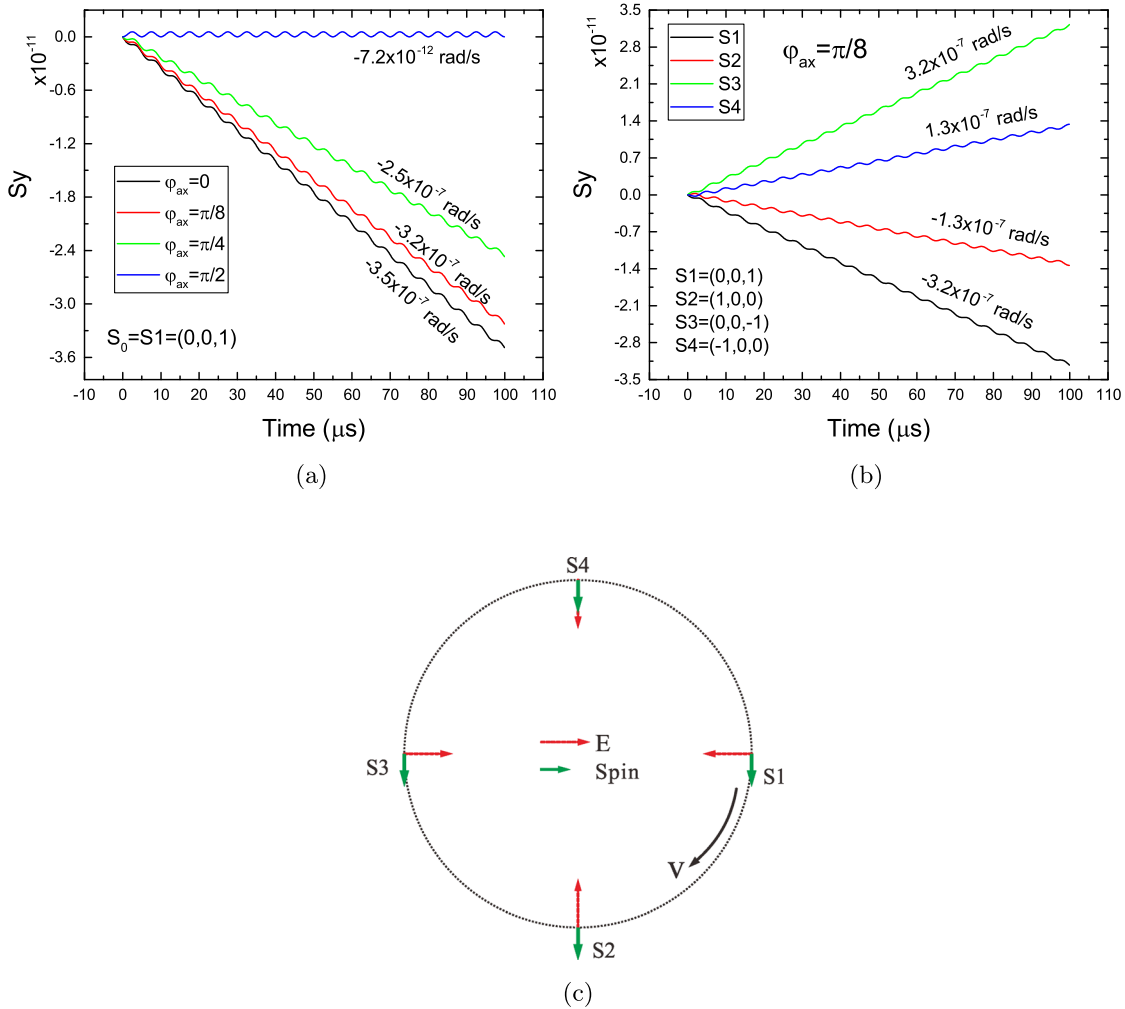 x10⁻¹¹
Sy
0.0
-0.6
-1.2
-1.8
-2.4
-3.0
-3.6
-7.2x10⁻¹² rad/s
-2.5x10⁻⁷ rad/s
-3.2x10⁻⁷ rad/s
-3.5x10⁻⁷ rad/s
φax=0
φax=π/8
φax=π/4
φax=π/2
S₀=S1=(0,0,1)
-10 0 10 20 30 40 50 60 70 80 90 100 110
Time (μs)
(a)
x10⁻¹¹
Sy
3.5
2.8
2.1
1.4
0.7
0.0
-0.7
-1.4
-2.1
-2.8
-3.5
S1
S2
S3
S4
φax=π/8
3.2x10⁻⁷ rad/s
1.3x10⁻⁷ rad/s
-1.3x10⁻⁷ rad/s
-3.2x10⁻⁷ rad/s
S1=(0,0,1)
S2=(1,0,0)
S3=(0,0,-1)
S4=(-1,0,0)
-10 0 10 20 30 40 50 60 70 80 90 100 110
Time (μs)
(b)
S4
E
Spin
S3
S1
V
S2
(c)